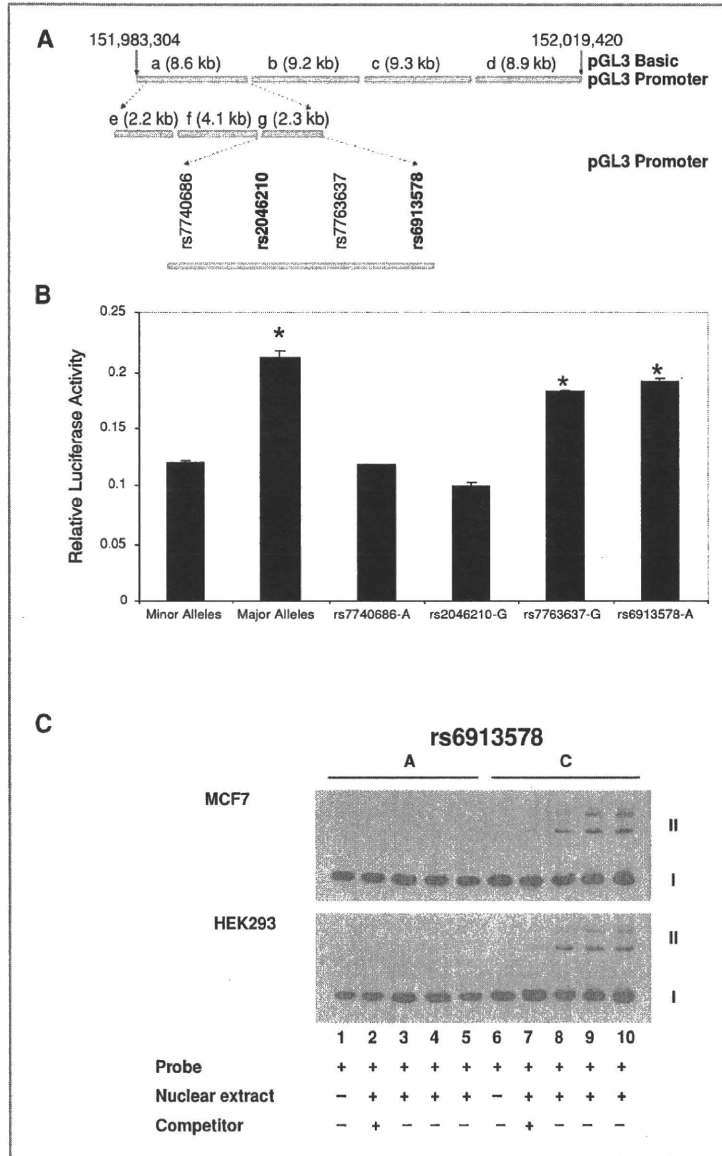 A
151,983,304
152,019,420
a (8.6 kb) b (9.2 kb) c (9.3 kb) d (8.9 kb)
pGL3 Basic
pGL3 Promoter
e (2.2 kb) f (4.1 kb) g (2.3 kb)
pGL3 Promoter
rs7740686
rs2046210
rs7763637
rs6913578
B
Relative Luciferase Activity
0.25
0.2
0.15
0.1
0.05
0
* * *
Minor Alleles Major Alleles rs7740686-A rs2046210-G rs7763637-G rs6913578-A
C
rs6913578
A C
MCF7
II
I
HEK293
II
I
1 2 3 4 5 6 7 8 9 10
Probe + + + + + + + + + +
Nuclear extract – + + + + – + + + +
Competitor – + – – – – + – – –